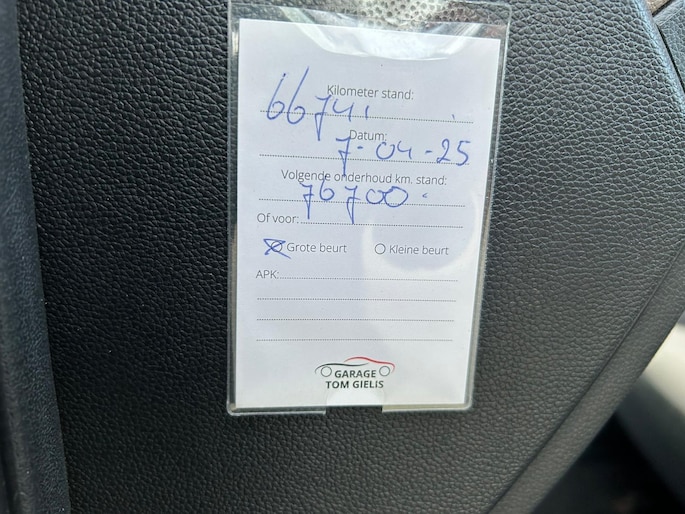 Kilometer stand:
66741
Datum:
7-04-25
Volgende onderhoud km. stand:
76700
Of voor:
Grote beurt Kleine beurt
APK:
GARAGE
TOM GIELIS